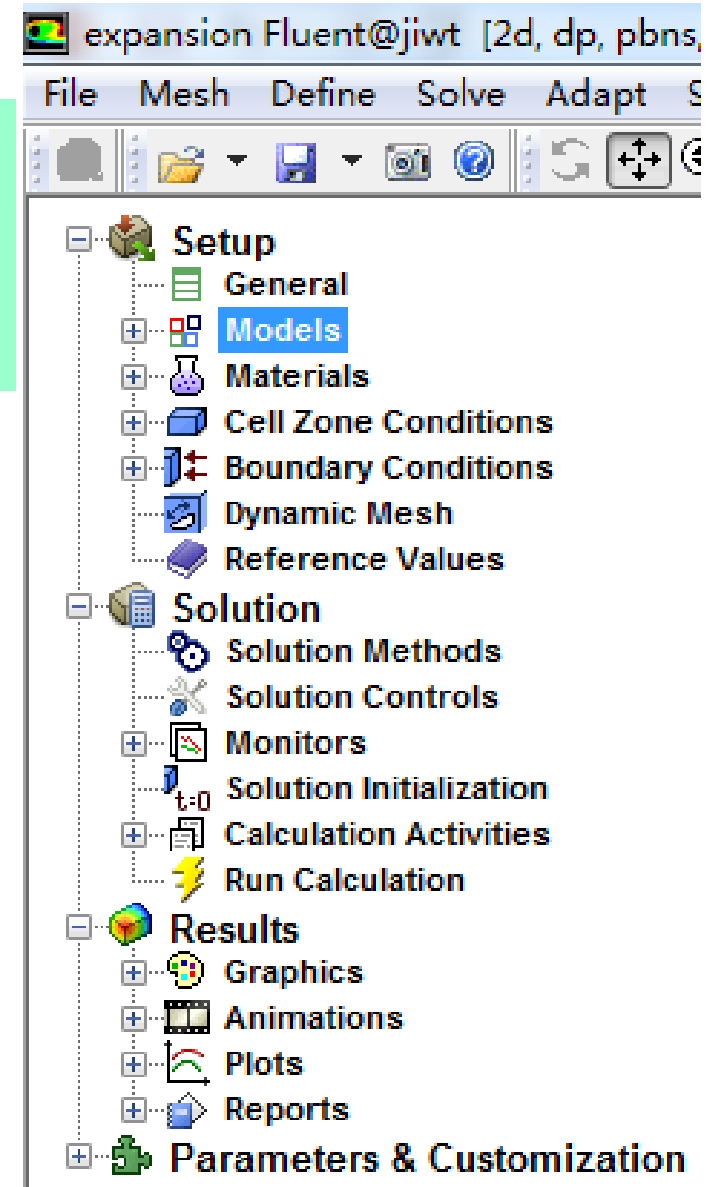 expansion Fluent@jiwt [2d, dp, pbns,
File Mesh Define Solve Adapt S
Setup
General
Models
Materials
Cell Zone Conditions
Boundary Conditions
Dynamic Mesh
Reference Values
Solution
Solution Methods
Solution Controls
Monitors
t=0 Solution Initialization
Calculation Activities
Run Calculation
Results
Graphics
Animations
Plots
Reports
Parameters & Customization